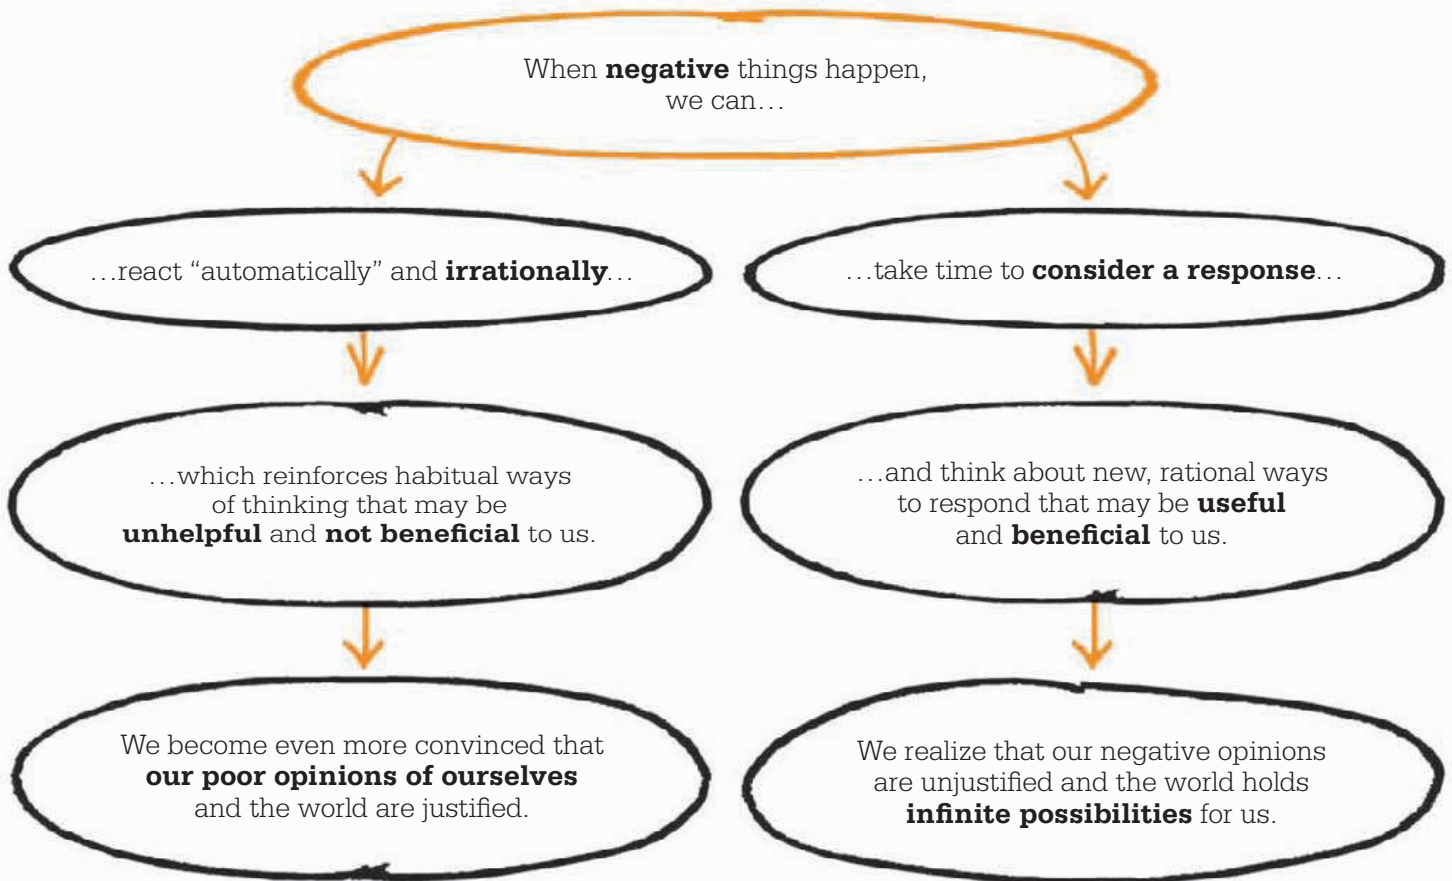 When negative things happen,
we can…
…react “automatically” and irrationally…
…which reinforces habitual ways
of thinking that may be
unhelpful and not beneficial to us.
We become even more convinced that
our poor opinions of ourselves
and the world are justified.
…take time to consider a response…
…and think about new, rational ways
to respond that may be useful
and beneficial to us.
We realize that our negative opinions
are unjustified and the world holds
infinite possibilities for us.